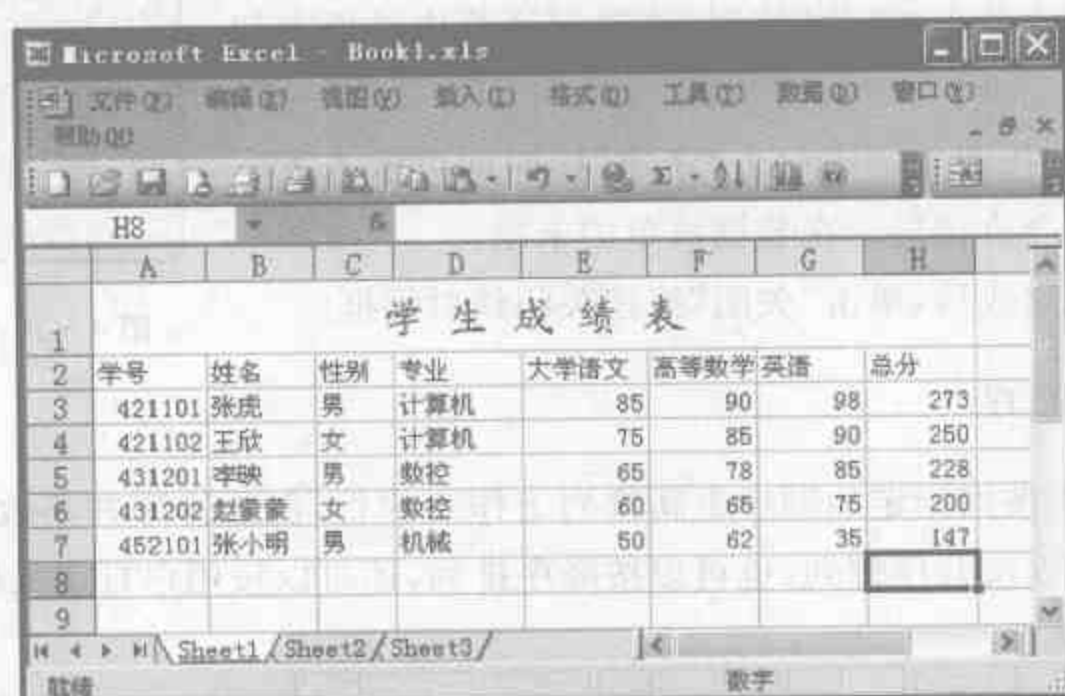 Microsoft Excel - Book1.xls
文件(F) 编辑(E) 视图(V) 插入(I) 格式(O) 工具(T) 数据(D) 窗口(W)
帮助(H)
H8
A B C D E F G H
1 学生成绩表
2 学号 姓名 性别 专业 大学语文 高等数学 英语 总分
3 421101 张虎 男 计算机 85 90 98 273
4 421102 王欣 女 计算机 75 85 90 250
5 431201 李映 男 数控 65 78 85 228
6 431202 赵蒙蒙 女 数控 60 65 75 200
7 452101 张小明 男 机械 50 62 35 147
8
9
Sheet1 Sheet2 Sheet3
就绪 数字